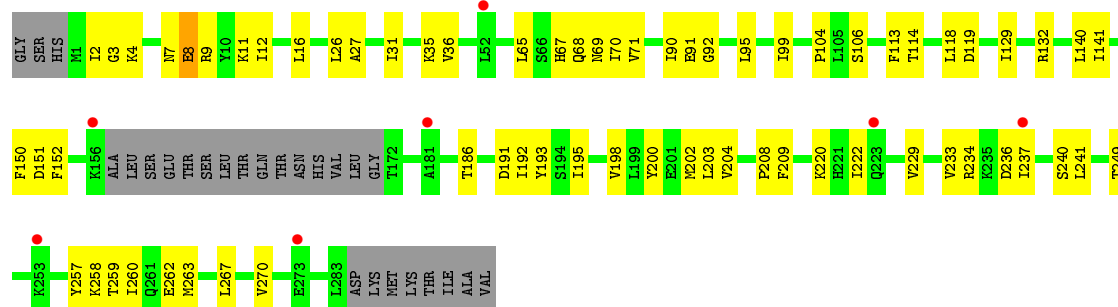 GLY SER HIS M1 I2 G3 K4 N7 E8 R9 Y10 K11 I12 L16 L26 A27 I31 K35 V36 L52 L65 S66 H67 Q68 N69 I70 V71 I90 E91 G92 L95 I99 P104 L105 S106 F113 T114 L118 D119 I129 R132 L140 I141
F150 D151 F152 K156 ALA LEU SER GLU THR SER LEU THR GLN THR ASN HIS VAL LEU GLY T172 A181 T186 D191 I192 Y193 S194 I195 V198 L199 Y200 E201 M202 L203 V204 P208 F209 K220 H221 I222 Q223 V229 V233 R234 K235 D236 I237 S240 L241 T249
K253 Y257 K258 T259 I260 Q261 E262 M263 L267 V270 E273 L283 ASP LYS MET LYS THR ILE ALA VAL